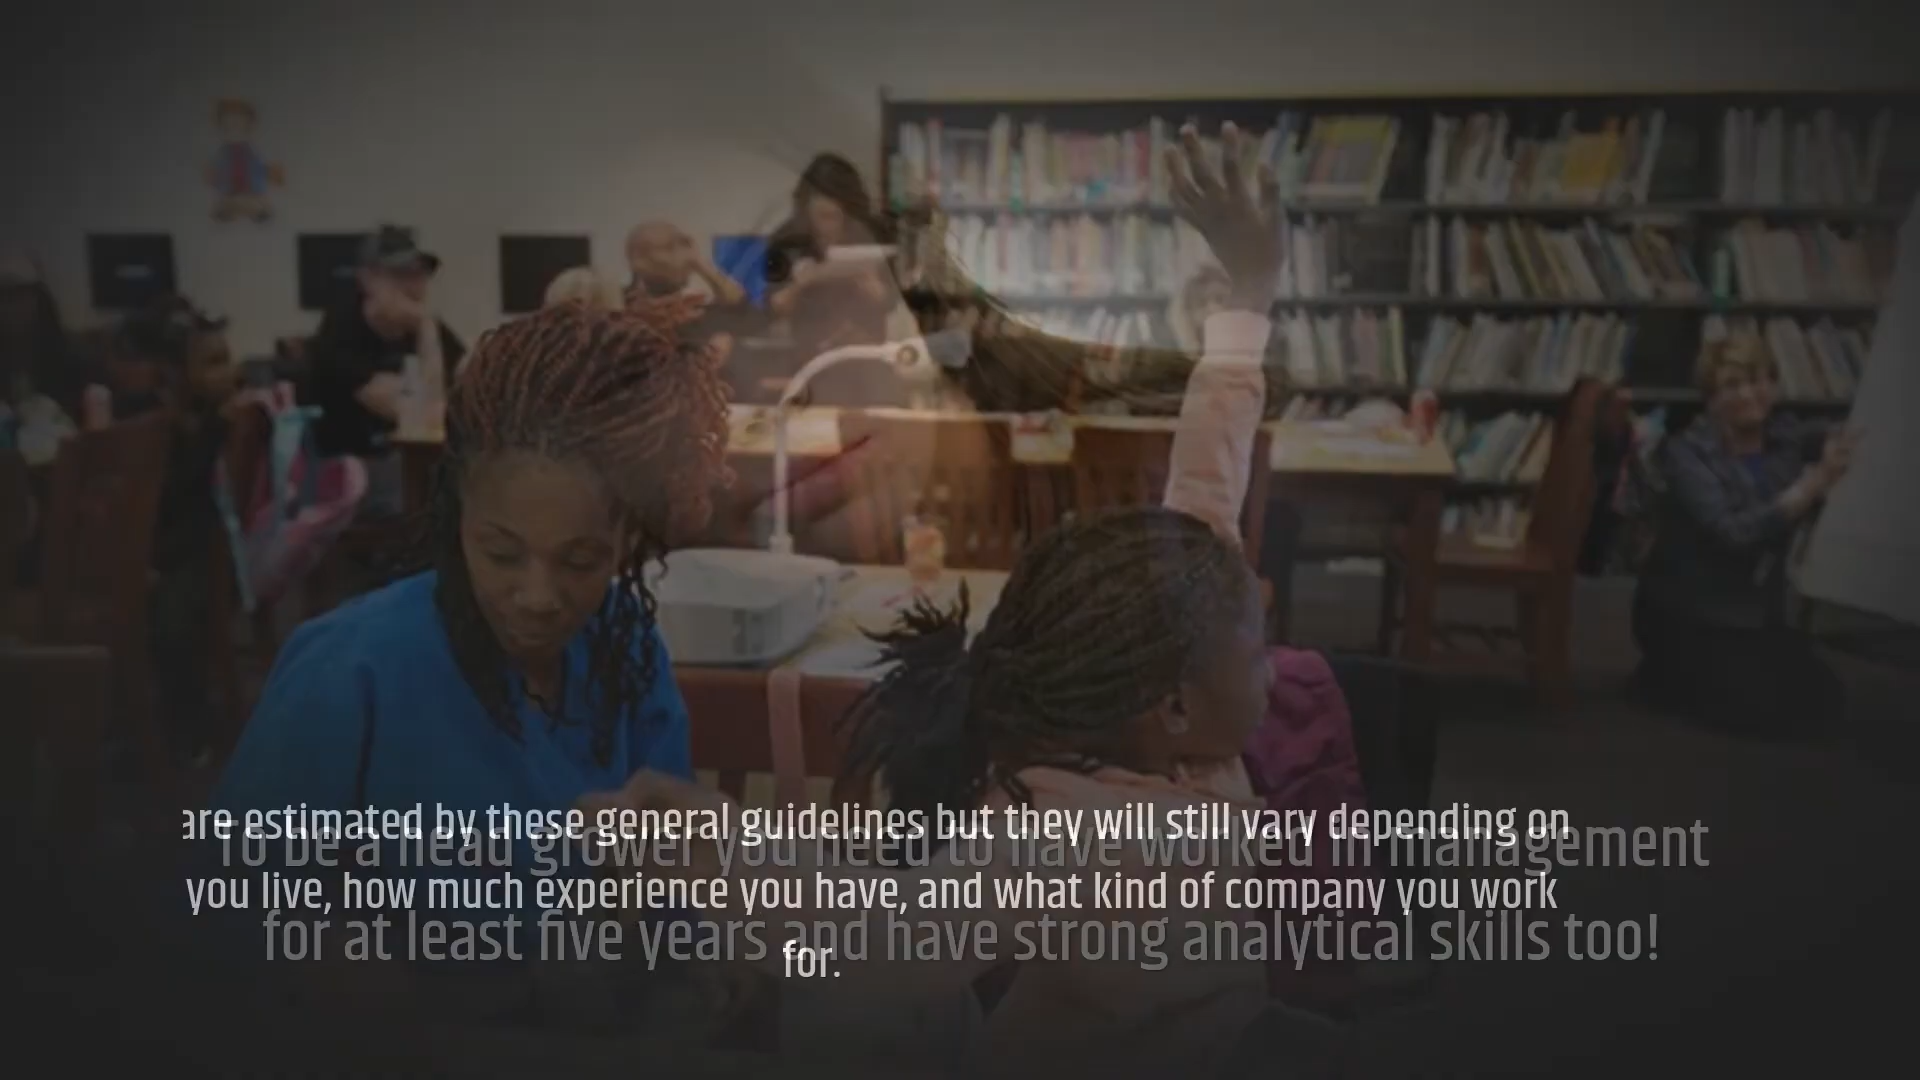 are estimated by these general guidelines but they will still vary depending on
you live, how much experience you have, and what kind of company you work
for.
To be a head grower you need to have worked in management
for at least five years and have strong analytical skills too!